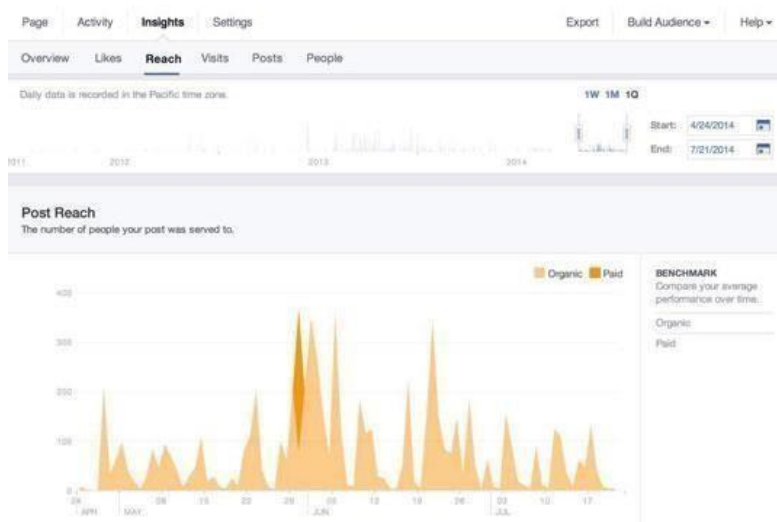 Page Activity Insights Settings Export Build Audience Help
Overview Likes Reach Visits Posts People
Daily data is recorded in the Pacific time zone. 1W 1M 1Q
Start: 4/24/2014
End: 7/21/2014
2011 2012 2013 2014
Post Reach
The number of people your post was served to.
Organic Paid
BENCHMARK
Compare your average
performance over time.
Organic
Paid
400
300
200
100
0
24 08 15 22 29 05 12 19 26 03 10 17
APR MAY JUN JUL